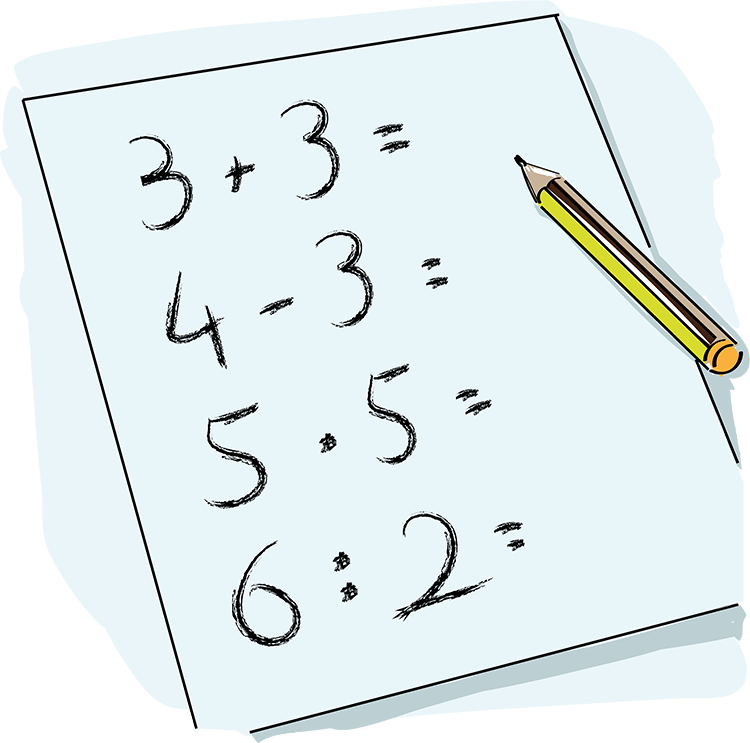 3 + 3 =
4 - 3 =
5 · 5 =
6 : 2 =